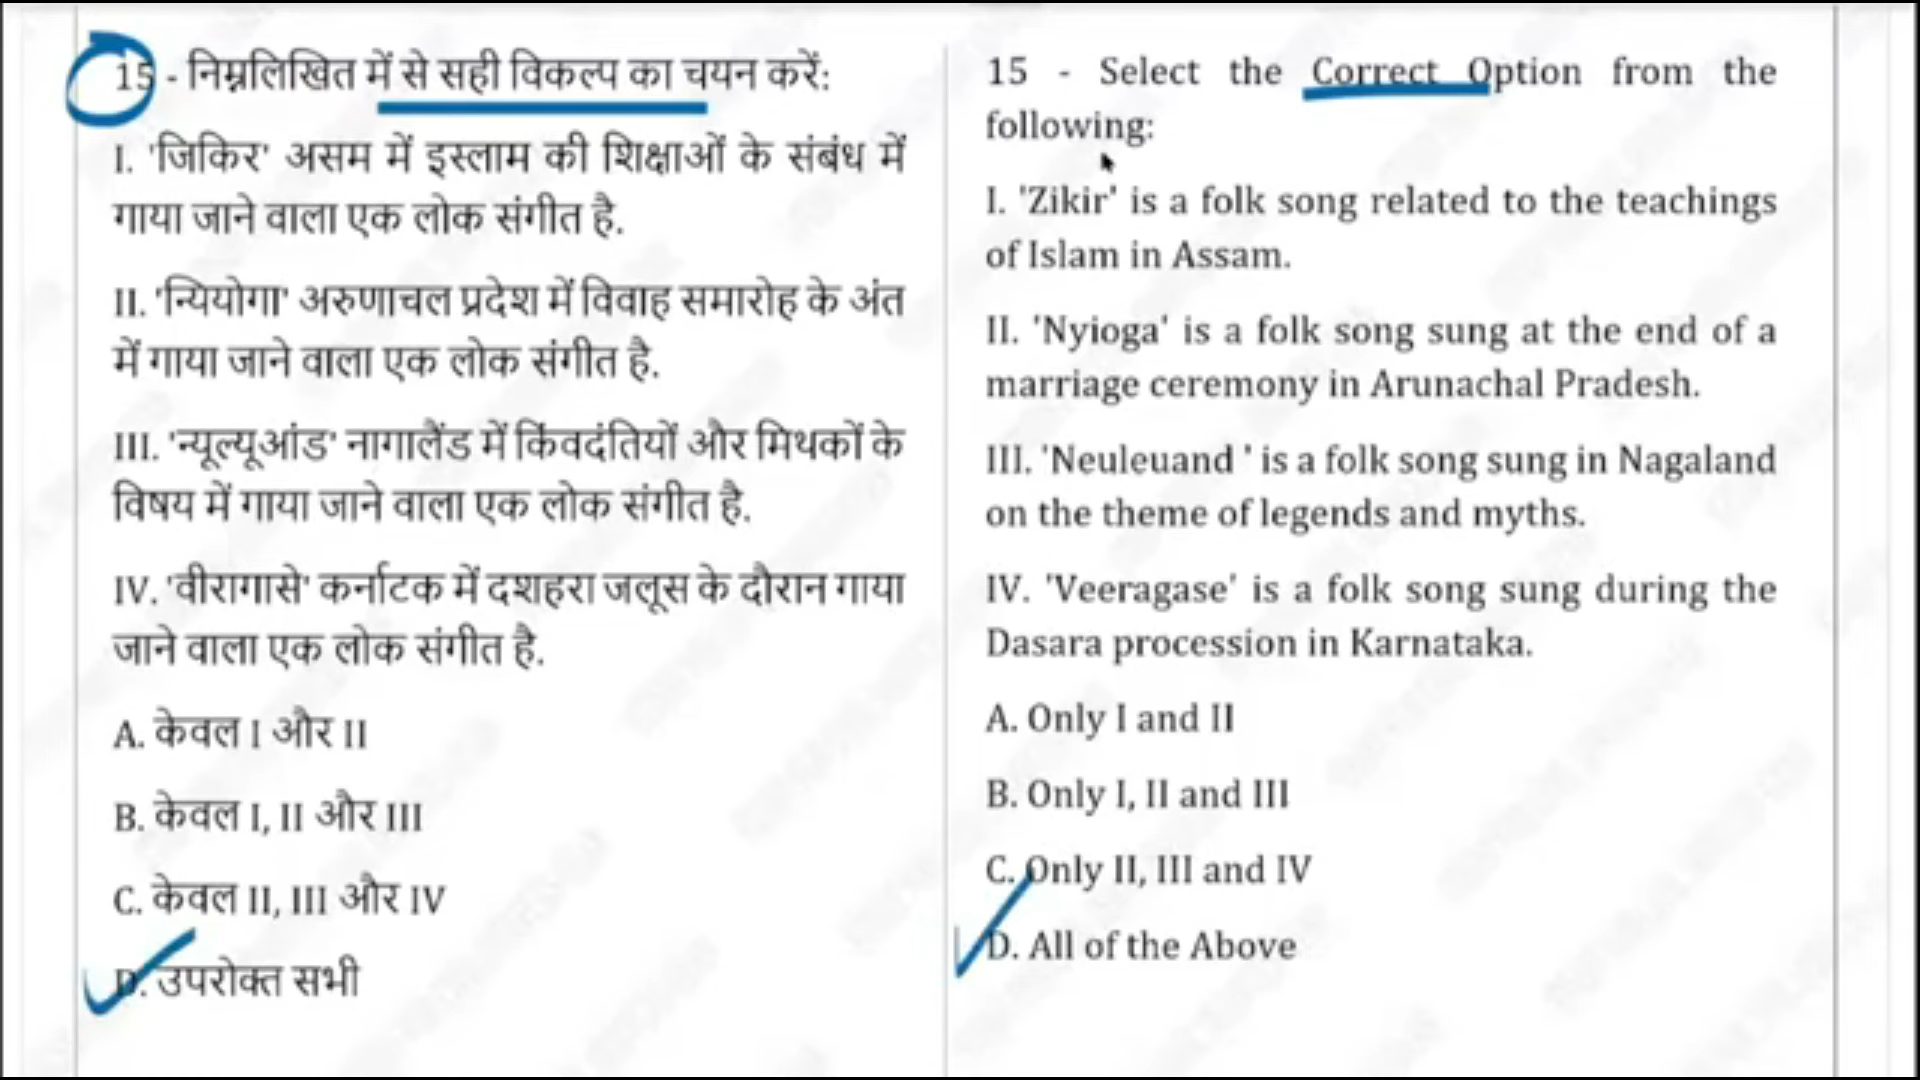 15 - निम्नलिखित में से सही विकल्प का चयन करें:
I. 'जिकिर' असम में इस्लाम की शिक्षाओं के संबंध में
गाया जाने वाला एक लोक संगीत है.
II. 'न्यियोगा' अरुणाचल प्रदेश में विवाह समारोह के अंत
में गाया जाने वाला एक लोक संगीत है.
III. 'न्यूल्यूआंड' नागालैंड में किंवदंतियों और मिथकों के
विषय में गाया जाने वाला एक लोक संगीत है.
IV. 'वीरागासे' कर्नाटक में दशहरा जलूस के दौरान गाया
जाने वाला एक लोक संगीत है.
A. केवल I और II
B. केवल I, II और III
C. केवल II, III और IV
D. उपरोक्त सभी
15 - Select the Correct Option from the
following:
I. 'Zikir' is a folk song related to the teachings
of Islam in Assam.
II. 'Nyioga' is a folk song sung at the end of a
marriage ceremony in Arunachal Pradesh.
III. 'Neuleuand ' is a folk song sung in Nagaland
on the theme of legends and myths.
IV. 'Veeragase' is a folk song sung during the
Dasara procession in Karnataka.
A. Only I and II
B. Only I, II and III
C. Only II, III and IV
D. All of the Above